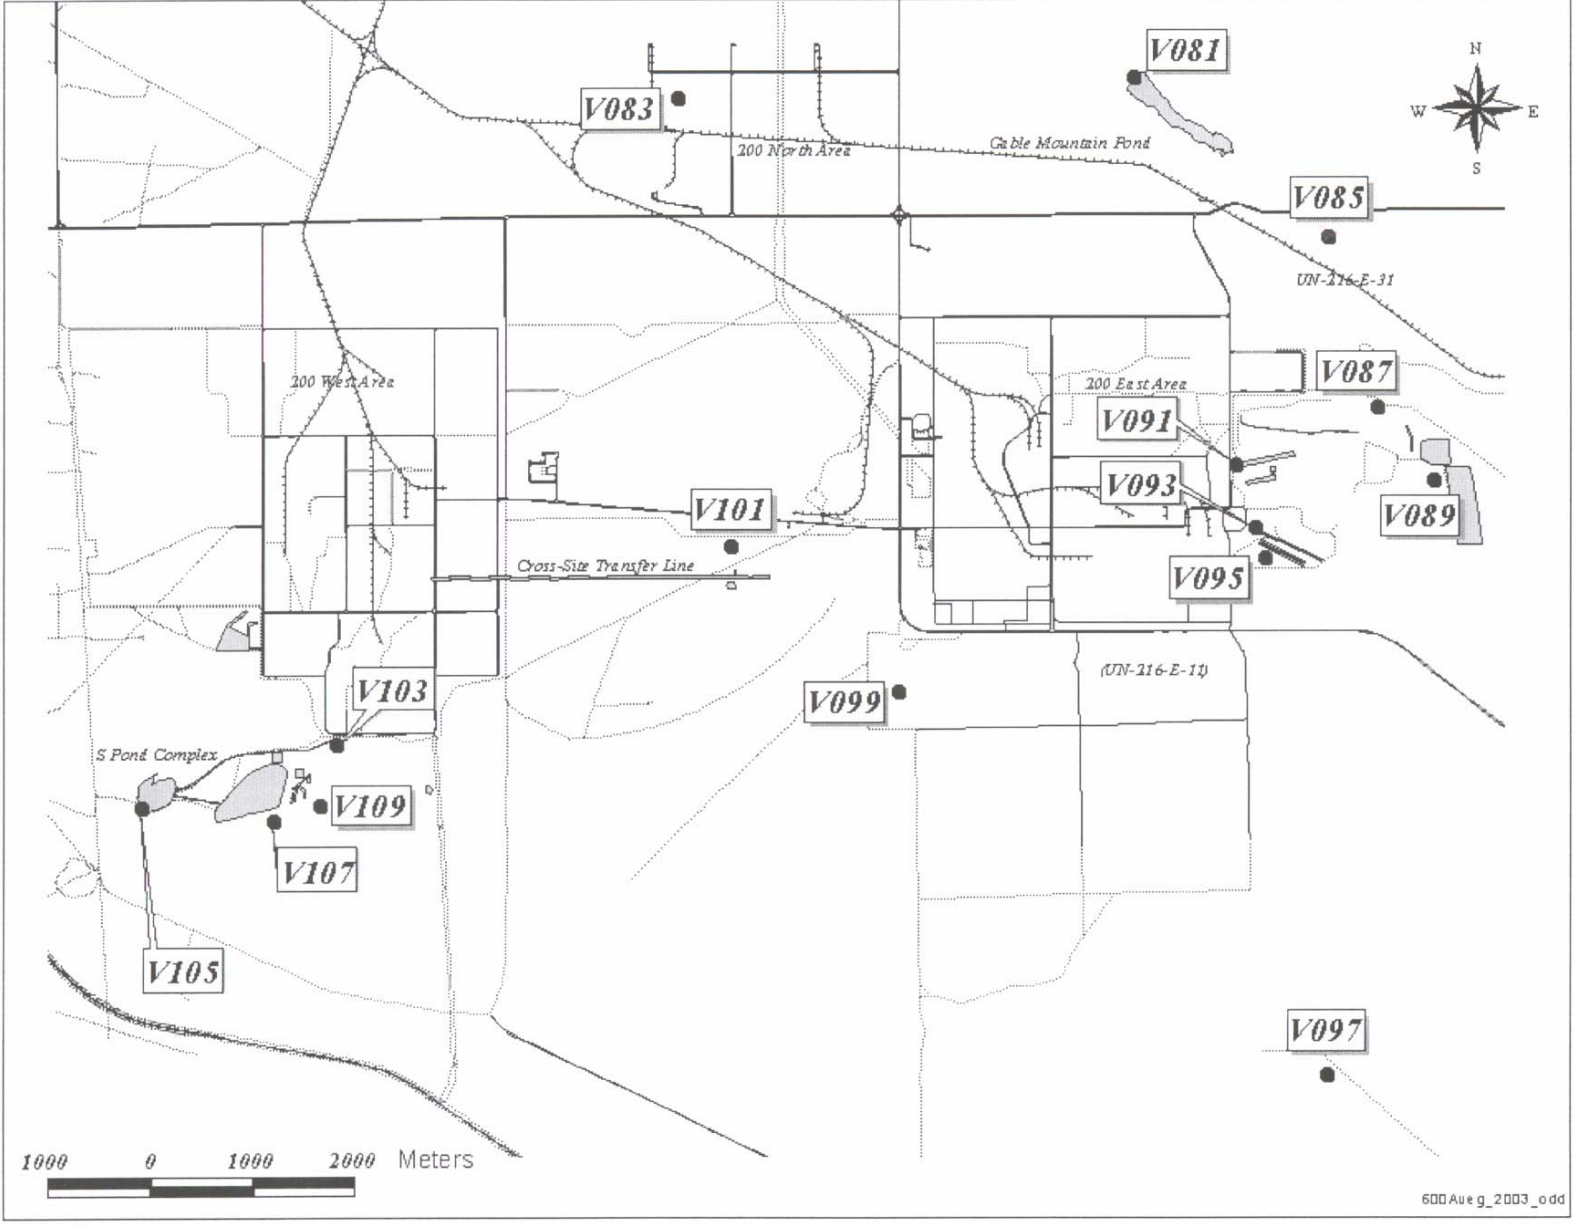 V081
N
W
E
S
V083
200 North Area
Gable Mountain Pond
V085
UN-216-E-31
V087
200 West Area
200 East Area
V091
V093
V101
V089
Cross-Site Transfer Line
V095
(UN-216-E-11)
V103
V099
S Pond Complex
V109
V107
V105
V097
1000 0 1000 2000 Meters
600Aueg_2003_odd